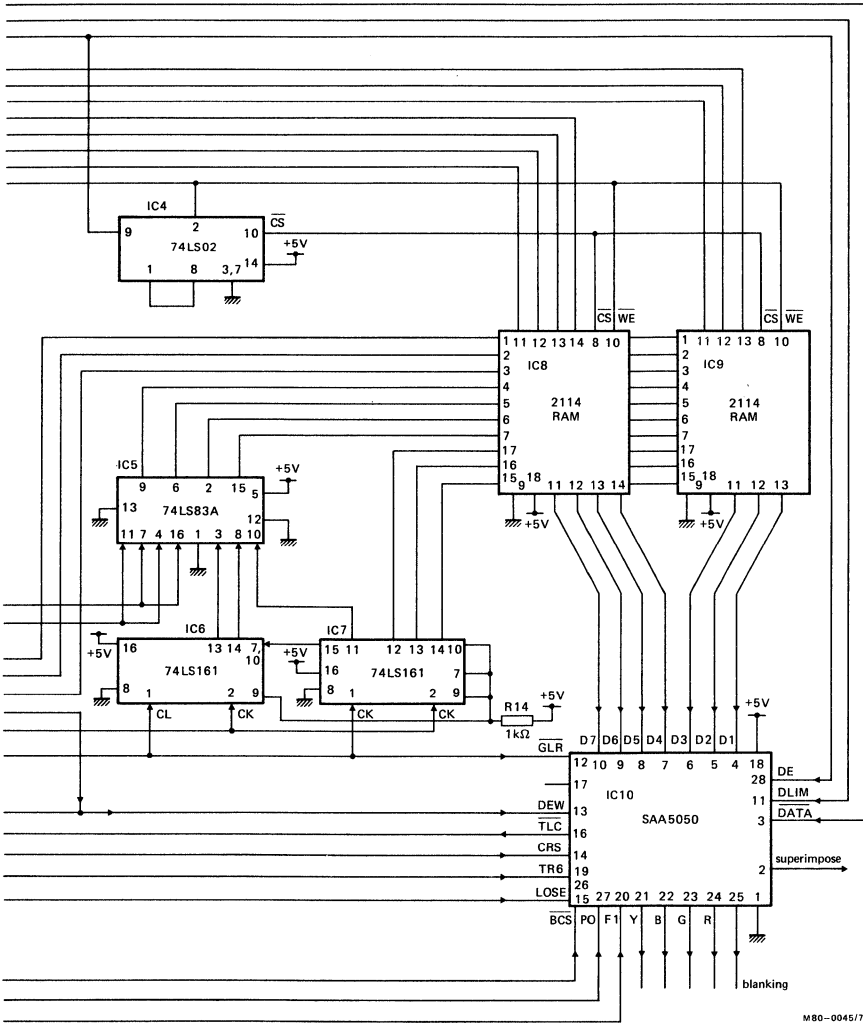 IC4
9 2 10 CS
74LS02 +5V
1 8 3,7 14
11 12 13 14 8 10 CS WE
11 12 13 8 10 CS WE
1 2 3 4 5 6 7 17 16 15
IC8
2114
RAM
9 18 11 12 13 14
+5V
1 2 3 4 5 6 7 17 16 15
IC9
2114
RAM
9 18 11 12 13
+5V
IC5
9 6 2 15 5 +5V
13 74LS83A 12
11 7 4 16 1 3 8 10
IC6
+5V 16 13 14 7,10
74LS161
8 1 2 9
CL CK
IC7
15 11 12 13 14 10
+5V 16 74LS161 7
8 1 2 9
CK CK
R14 +5V
1kΩ
D7 D6 D5 D4 D3 D2 D1 +5V
GLR 12 10 9 8 7 6 5 4 18
17 28 DE
IC10
11 DLIM
DEW 13 SAA5050 3 DATA
TLC 16
CRS 14 2 superimpose
TR6 19
26
LOSE 15 27 20 21 22 23 24 25 1
BCS PO F1 Y B G R
blanking
M80-0045/7